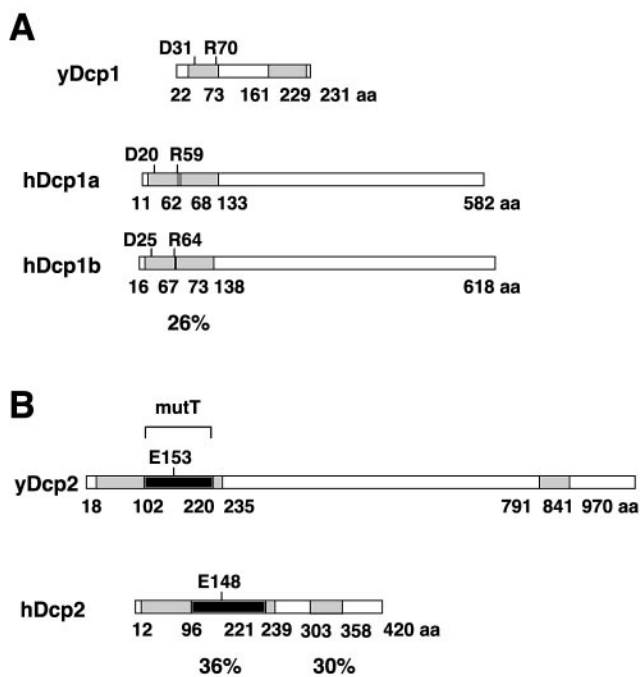 A
D31 R70
yDcp1
22 73 161 229 231 aa
D20 R59
hDcp1a
11 62 68 133 582 aa
D25 R64
hDcp1b
16 67 73 138 618 aa
26%
B
mutT
E153
yDcp2
18 102 220 235 791 841 970 aa
E148
hDcp2
12 96 221 239 303 358 420 aa
36% 30%